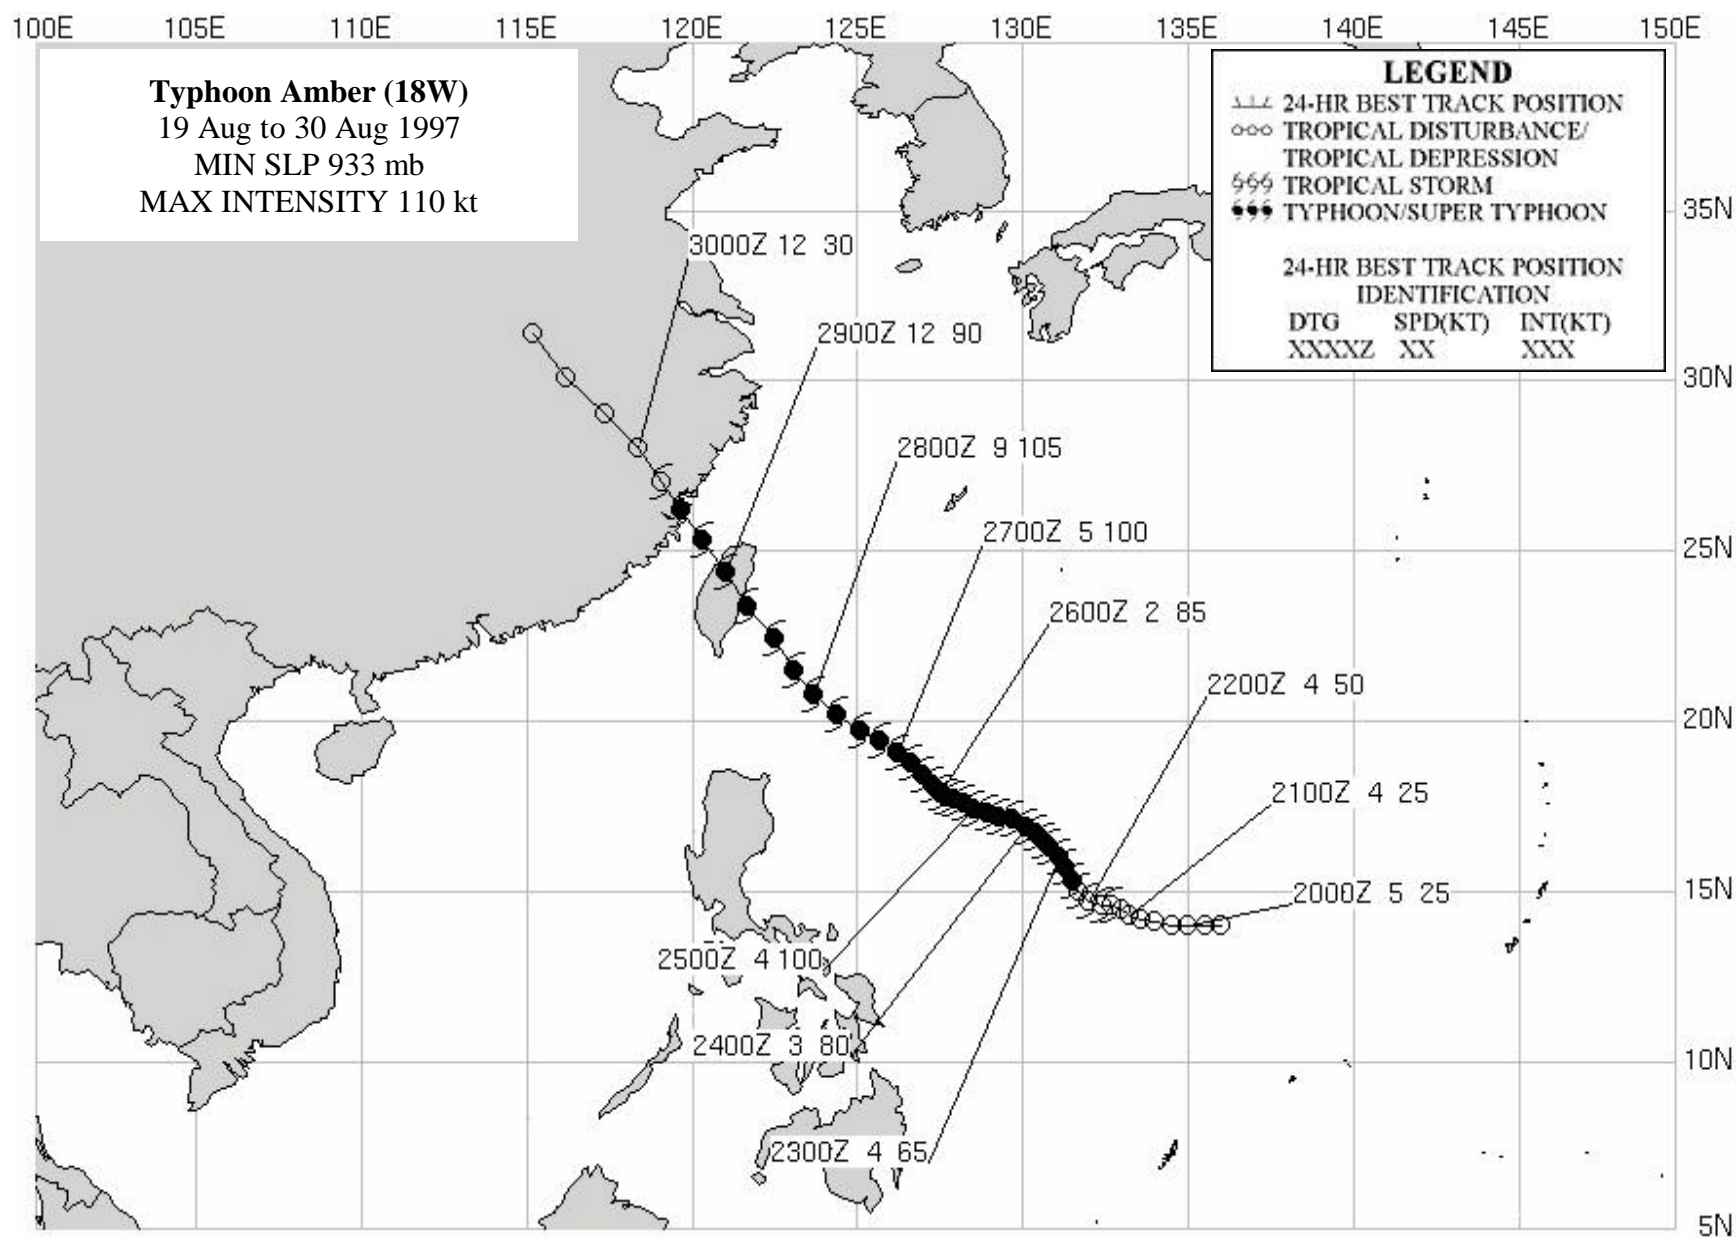 100E 105E 110E 115E 120E 125E 130E 135E 140E 145E 150E
Typhoon Amber (18W)
19 Aug to 30 Aug 1997
MIN SLP 933 mb
MAX INTENSITY 110 kt
LEGEND
24-HR BEST TRACK POSITION
TROPICAL DISTURBANCE/
TROPICAL DEPRESSION
TROPICAL STORM
TYPHOON/SUPER TYPHOON
24-HR BEST TRACK POSITION
IDENTIFICATION
DTG SPD(KT) INT(KT)
XXXXZ XX XXX
35N
3000Z 12 30
2900Z 12 90
30N
2800Z 9 105
2700Z 5 100
25N
2600Z 2 85
2200Z 4 50
20N
2100Z 4 25
2000Z 5 25
15N
2500Z 4 100
2400Z 3 80
10N
2300Z 4 65
5N